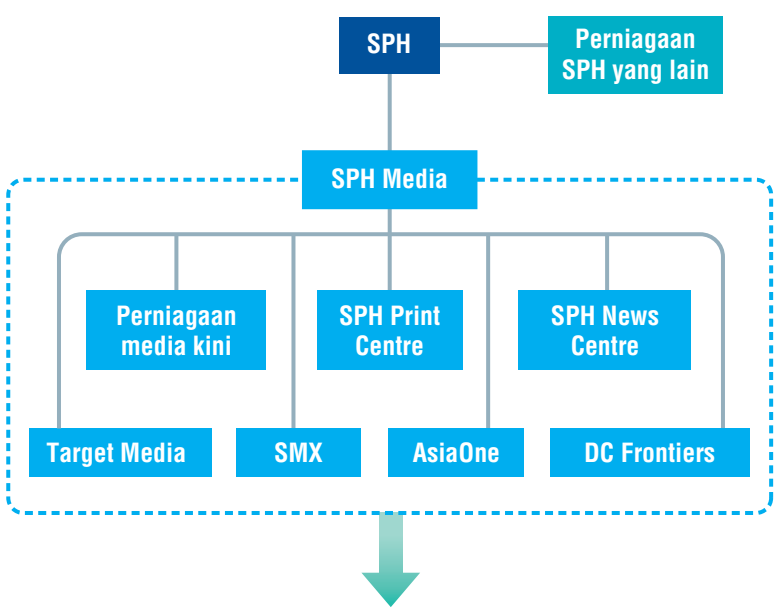 SPH
Perniagaan
SPH yang lain
SPH Media
Perniagaan
media kini
SPH Print
Centre
SPH News
Centre
Target Media
SMX
AsiaOne
DC Frontiers